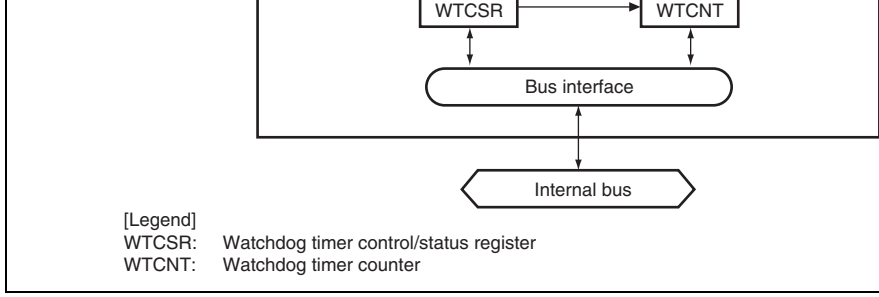 WTCSR WTCNT
Bus interface
Internal bus
[Legend]
WTCSR: Watchdog timer control/status register
WTCNT: Watchdog timer counter